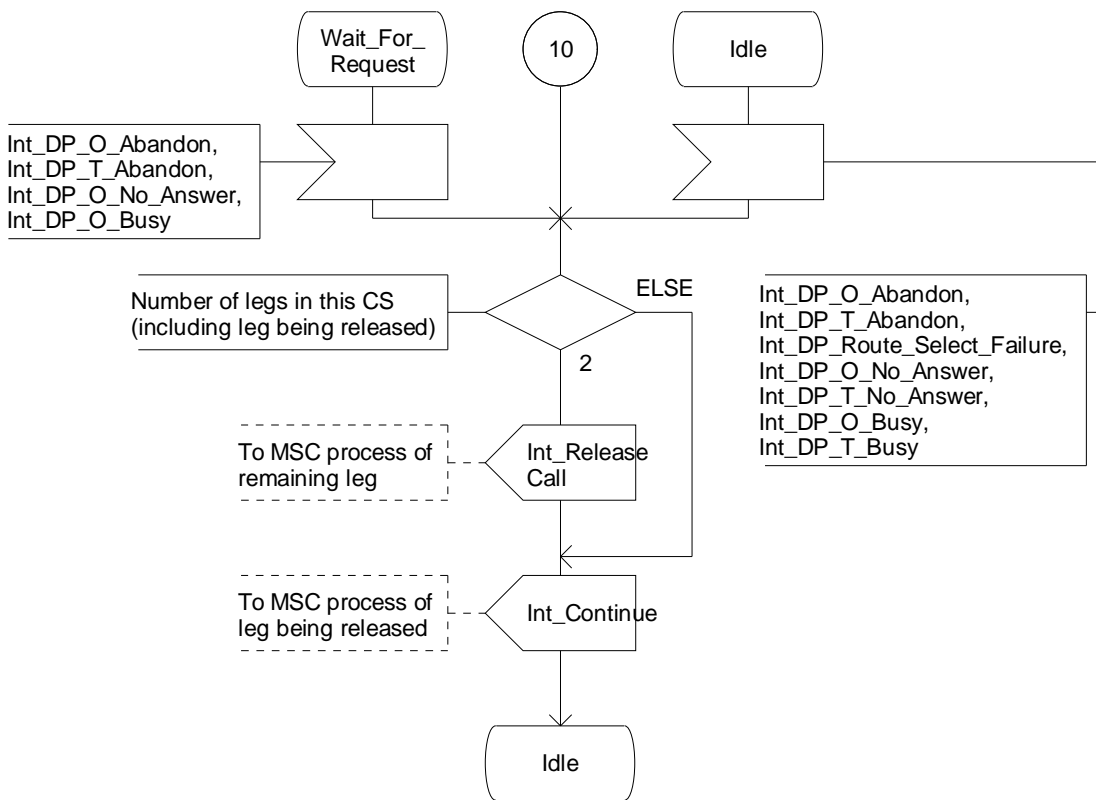 Wait_For_
Request
10
Idle
Int_DP_O_Abandon,
Int_DP_T_Abandon,
Int_DP_O_No_Answer,
Int_DP_O_Busy
Number of legs in this CS
(including leg being released)
ELSE
2
Int_DP_O_Abandon,
Int_DP_T_Abandon,
Int_DP_Route_Select_Failure,
Int_DP_O_No_Answer,
Int_DP_T_No_Answer,
Int_DP_O_Busy,
Int_DP_T_Busy
To MSC process of
remaining leg
Int_Release
Call
To MSC process of
leg being released
Int_Continue
Idle